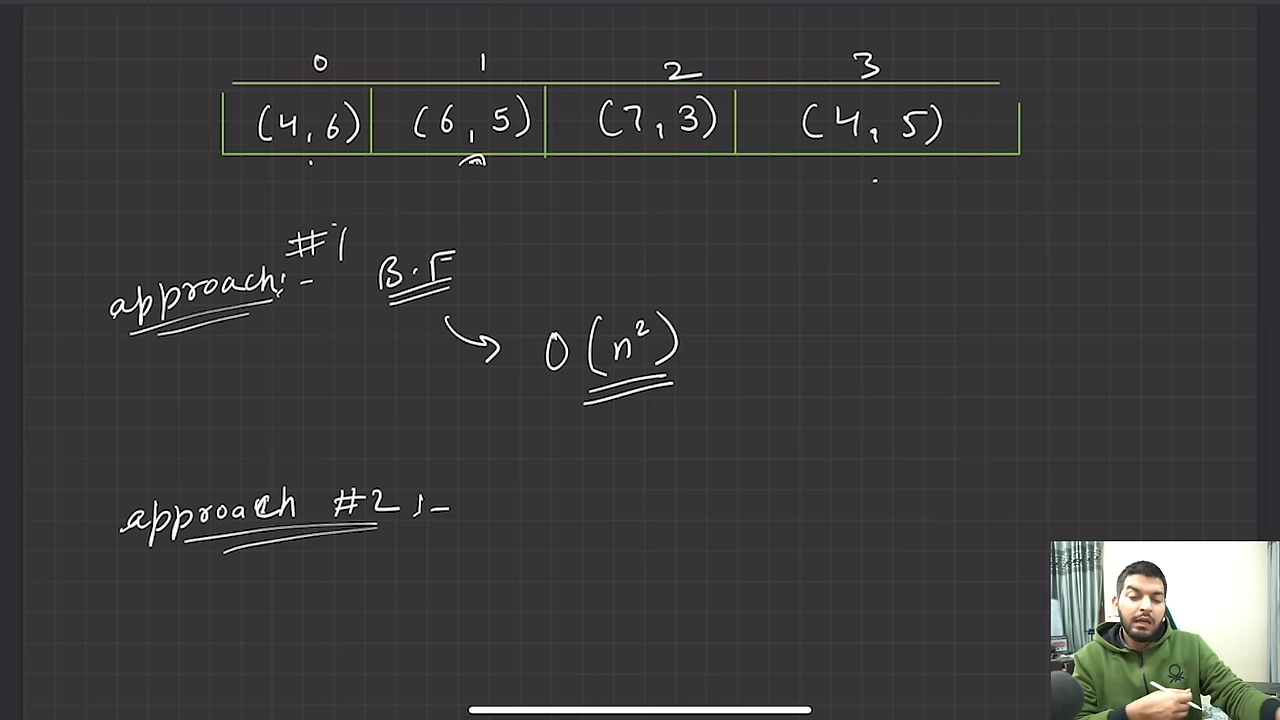 0 1 2 3
(4,6) (6,5) (7,3) (4,5)
approach:- #1 B.F
O(n²)
approach #2:-